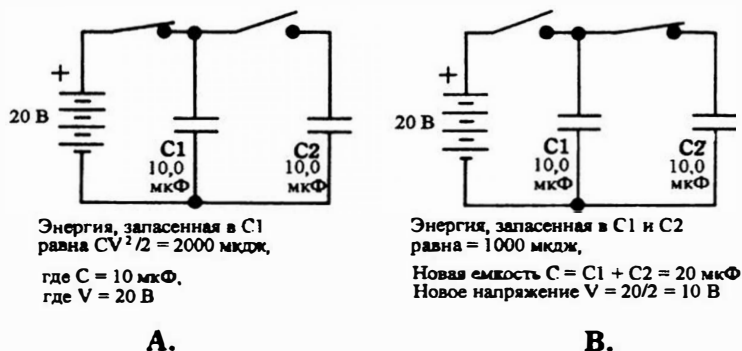 +
20 В
C1
10,0
мкФ
C2
10,0
мкФ
Энергия, запасенная в C1
равна CV²/2 = 2000 мкдж,
где C = 10 мкФ,
где V = 20 В
А.
+
20 В
C1
10,0
мкФ
C2
10,0
мкФ
Энергия, запасенная в C1 и C2
равна = 1000 мкдж,
Новая емкость C = C1 + C2 = 20 мкФ
Новое напряжение V = 20/2 = 10 В
В.